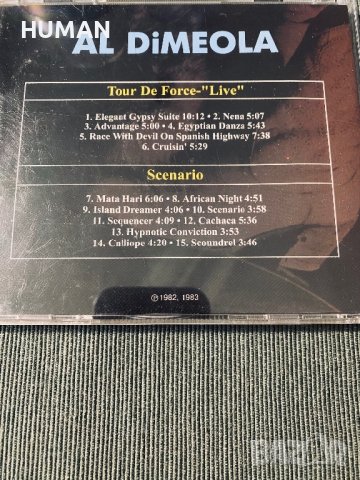 HUMAN
AL DiMEOLA
Tour De Force-"Live"
1. Elegant Gypsy Suite 10:12 • 2. Nena 5:07
3. Advantage 5:00 • 4. Egyptian Danza 5:43
5. Race With Devil On Spanish Highway 7:38
6. Cruisin' 5:29
Scenario
7. Mata Hari 6:06 • 8. African Night 4:51
9. Island Dreamer 4:06 • 10. Scenario 3:58
11. Sequencer 4:09 • 12. Cachaca 5:36
13. Hypnotic Conviction 3:53
14. Calliope 4:20 • 15. Scoundrel 3:46
℗ 1982, 1983